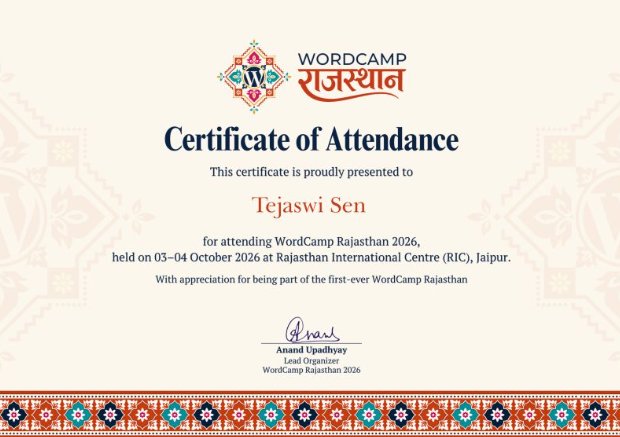 WORDCAMP
राजस्थान
Certificate of Attendance
This certificate is proudly presented to
Tejaswi Sen
for attending WordCamp Rajasthan 2026,
held on 03–04 October 2026 at Rajasthan International Centre (RIC), Jaipur.
With appreciation for being part of the first-ever WordCamp Rajasthan
Anand
Anand Upadhyay
Lead Organizer
WordCamp Rajasthan 2026